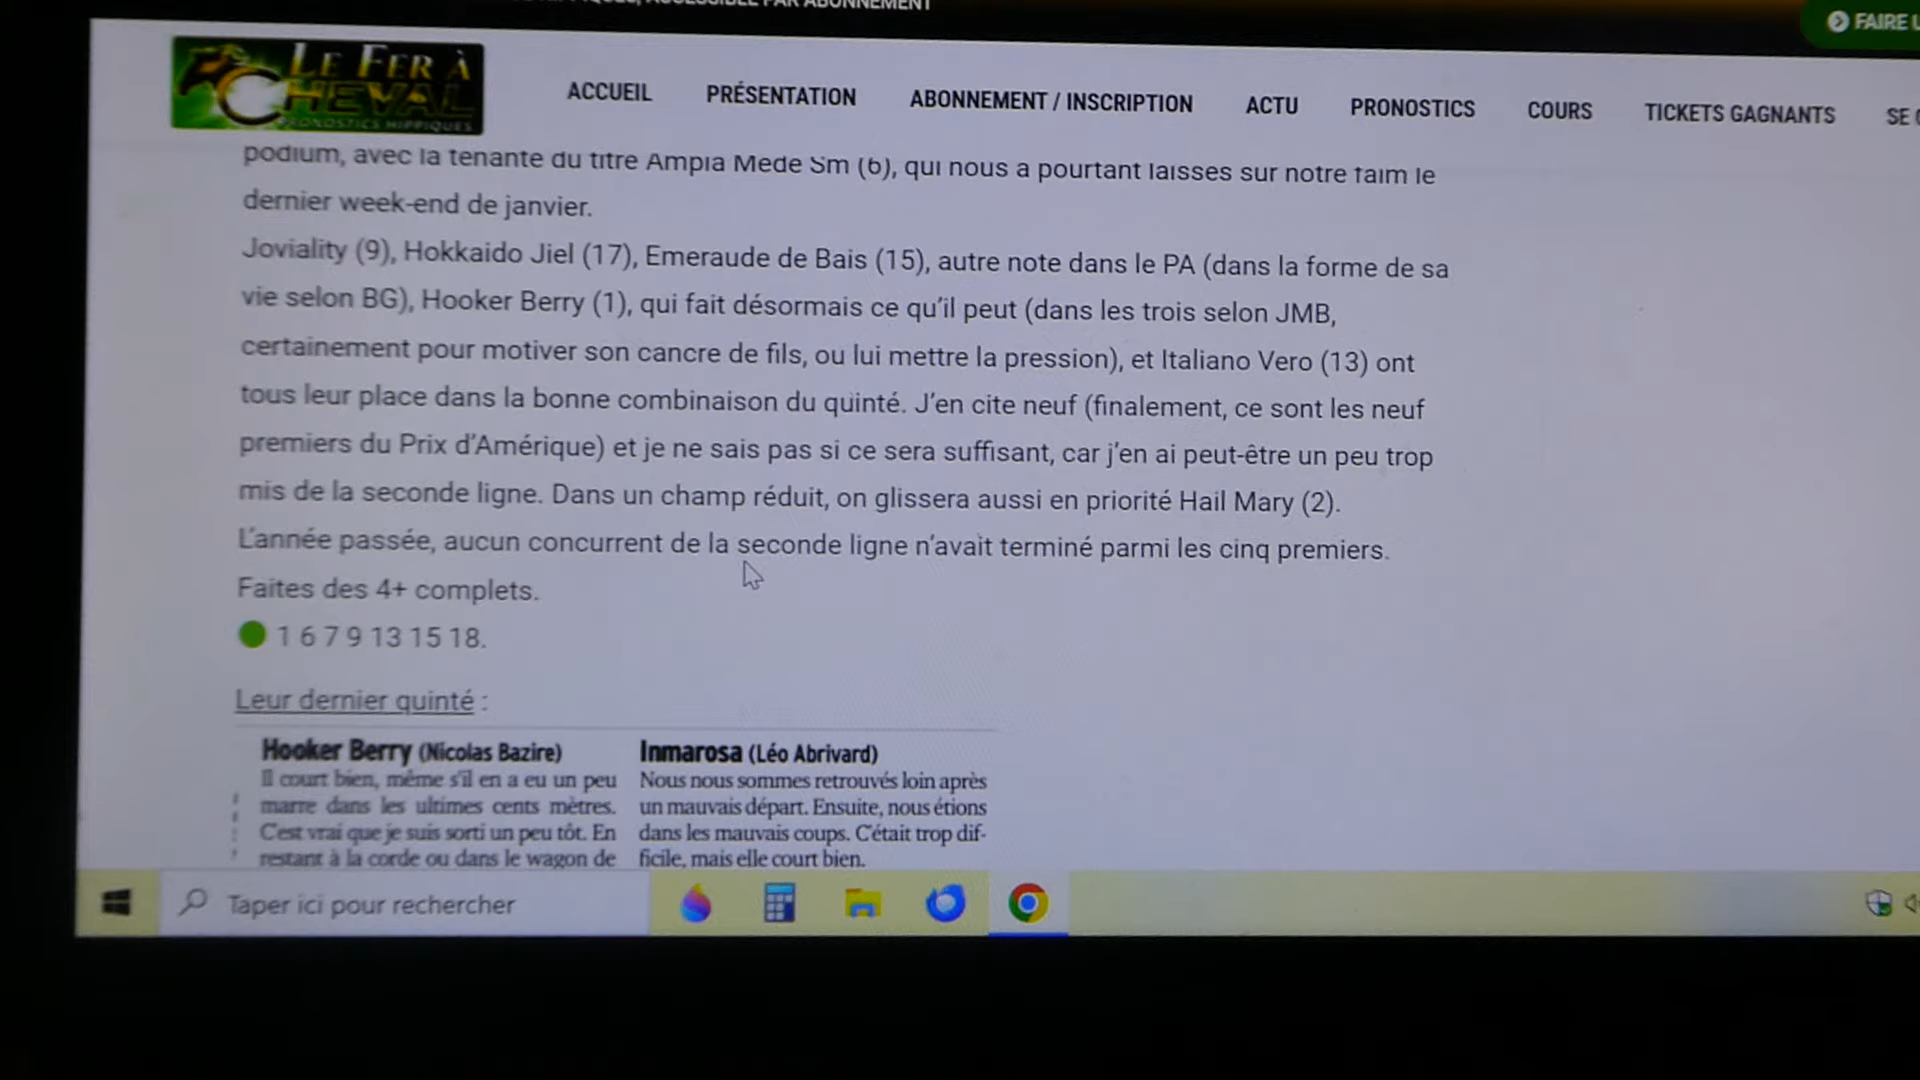 ACCESSIBLE PAR ABONNEMENT
FAIRE U
LE FER À
CHEVAL
PRONOSTICS HIPPIQUES
ACCUEIL
PRÉSENTATION
ABONNEMENT / INSCRIPTION
ACTU
PRONOSTICS
COURS
TICKETS GAGNANTS
SE
podium, avec la tenante du titre Ampia Mede Sm (6), qui nous a pourtant laissés sur notre faim le
dernier week-end de janvier.
Joviality (9), Hokkaido Jiel (17), Emeraude de Bais (15), autre note dans le PA (dans la forme de sa
vie selon BG), Hooker Berry (1), qui fait désormais ce qu'il peut (dans les trois selon JMB,
certainement pour motiver son cancre de fils, ou lui mettre la pression), et Italiano Vero (13) ont
tous leur place dans la bonne combinaison du quinté. J'en cite neuf (finalement, ce sont les neuf
premiers du Prix d'Amérique) et je ne sais pas si ce sera suffisant, car j'en ai peut-être un peu trop
mis de la seconde ligne. Dans un champ réduit, on glissera aussi en priorité Hail Mary (2).
L'année passée, aucun concurrent de la seconde ligne n'avait terminé parmi les cinq premiers.
Faites des 4+ complets.
1 6 7 9 13 15 18.
Leur dernier quinté :
Hooker Berry (Nicolas Bazire)
Il court bien, même s'il en a eu un peu
marre dans les ultimes cents mètres.
C'est vrai que je suis sorti un peu tôt. En
restant à la corde ou dans le wagon de
Inmarosa (Léo Abrivard)
Nous nous sommes retrouvés loin après
un mauvais départ. Ensuite, nous étions
dans les mauvais coups. C'était trop dif-
ficile, mais elle court bien.
Taper ici pour rechercher